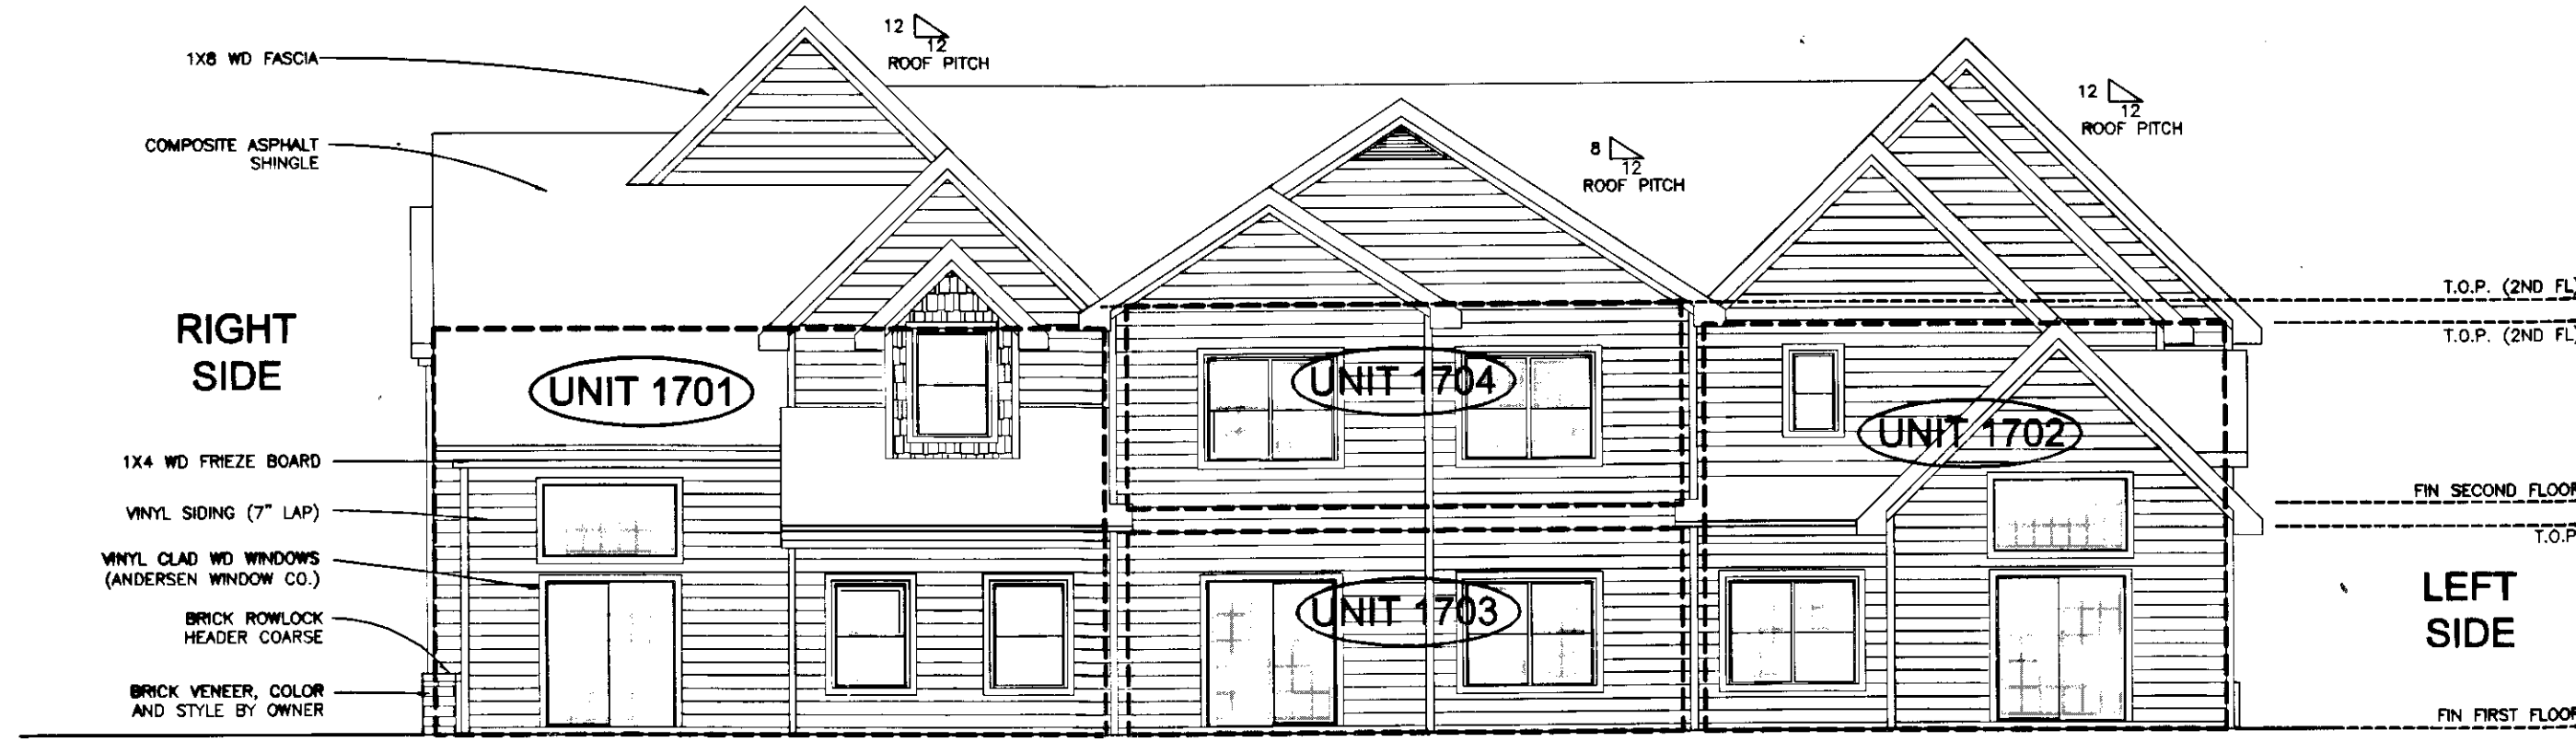 1X8 WD FASCIA
COMPOSITE ASPHALT
SHINGLE
12
12
ROOF PITCH
8
12
ROOF PITCH
12
12
ROOF PITCH
RIGHT
SIDE
UNIT 1701
UNIT 1704
UNIT 1702
UNIT 1703
1X4 WD FRIEZE BOARD
VINYL SIDING (7" LAP)
VINYL CLAD WD WINDOWS
(ANDERSEN WINDOW CO.)
BRICK ROWLOCK
HEADER COARSE
BRICK VENEER, COLOR
AND STYLE BY OWNER
T.O.P. (2ND FL)
T.O.P. (2ND FL)
FIN SECOND FLOOR
T.O.P
LEFT
SIDE
FIN FIRST FLOOR